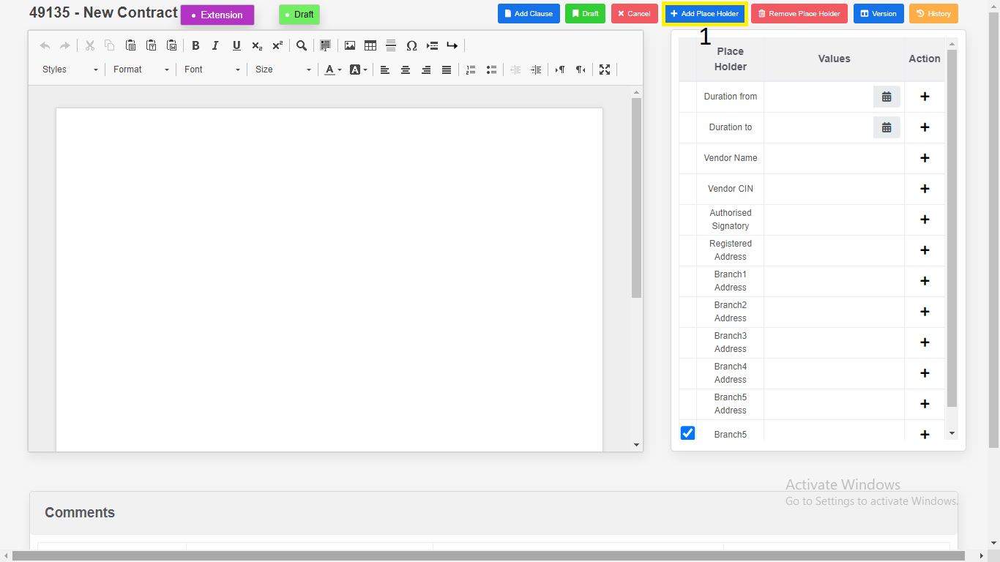 49135 - New Contract
Extension
Draft
Add Clause
Draft
Cancel
Add Place Holder
Remove Place Holder
Version
History
1
Styles
Format
Font
Size
Place
Holder
Values
Action
Duration from
Duration to
Vendor Name
Vendor CIN
Authorised
Signatory
Registered
Address
Branch1
Address
Branch2
Address
Branch3
Address
Branch4
Address
Branch5
Address
Branch5
Activate Windows
Go to Settings to activate Windows.
Comments